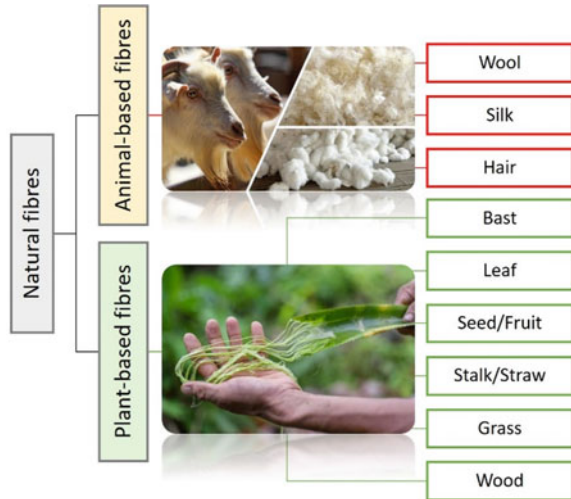 Natural fibres
Animal-based fibres
Wool
Silk
Hair
Plant-based fibres
Bast
Leaf
Seed/Fruit
Stalk/Straw
Grass
Wood